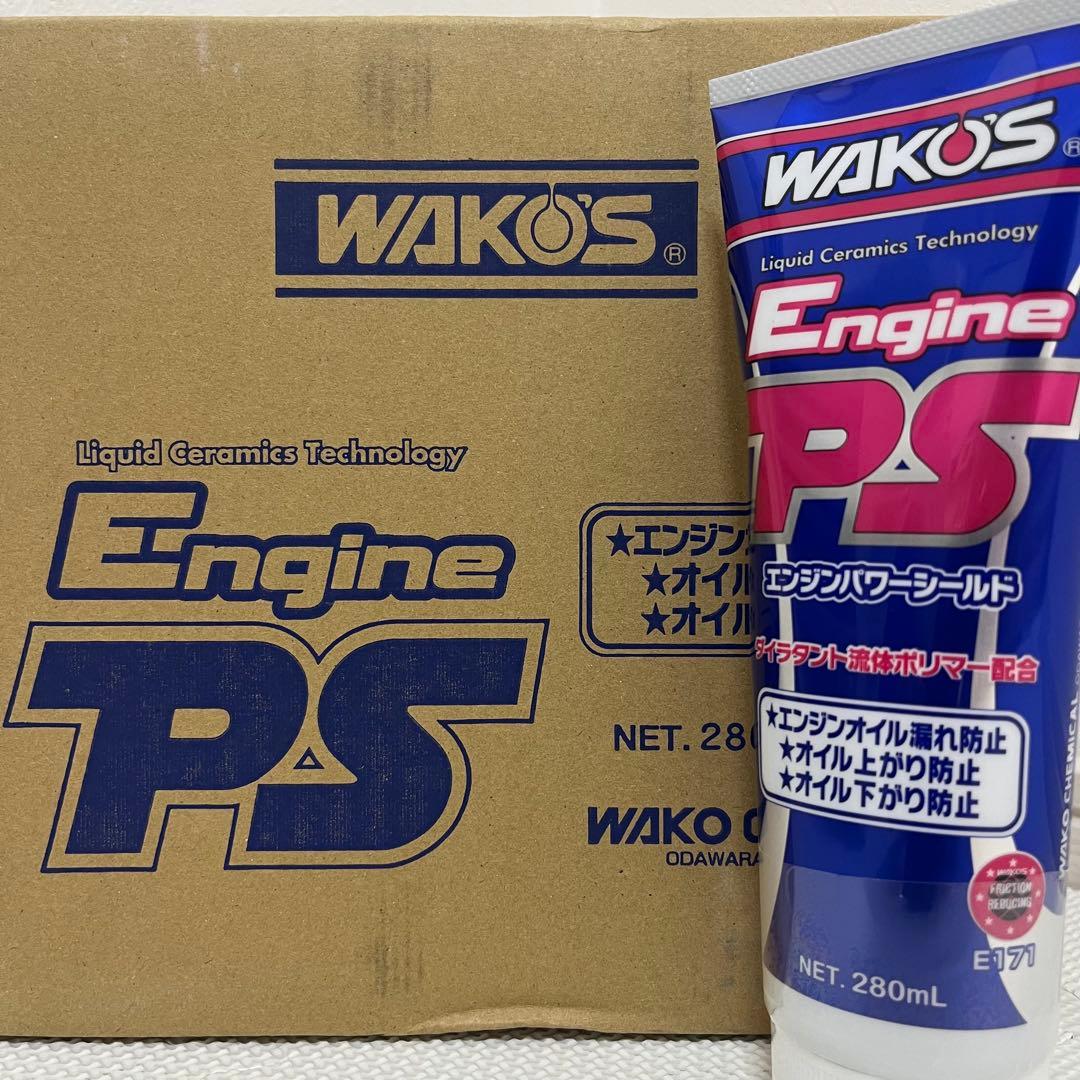 WAKO'S®
Liquid Ceramics Technology
Engine
PS
★エンジン
★オイル
★オイル
NET. 280
WAKO
ODAWARA
WAKO'S®
Liquid Ceramics Technology
Engine
PS
エンジンパワーシールド
ダイラタント流体ポリマー配合
★エンジンオイル漏れ防止
★オイル上がり防止
★オイル下がり防止
WAKO'S
FRICTION
REDUCING
E171
NET. 280mL
WAKO CHEMICAL